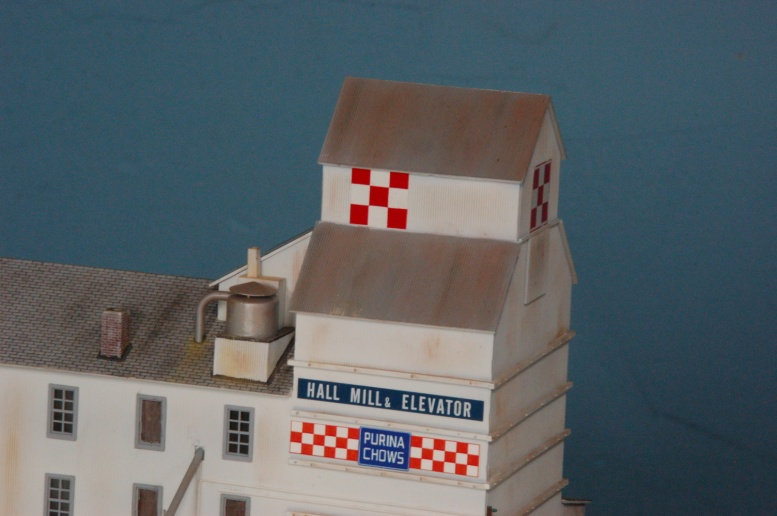 HALL MILL & ELEVATOR
PURINA
CHOWS